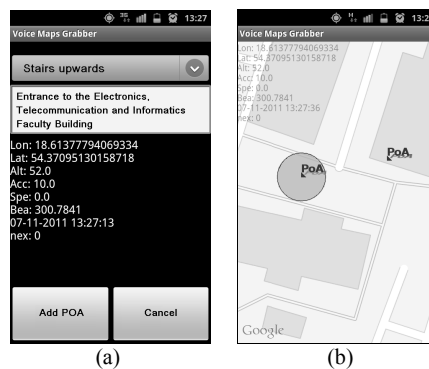 3G
13:27
Voice Maps Grabber
Stairs upwards
Entrance to the Electronics,
Telecommunication and Informatics
Faculty Building
Lon: 18.61377794069334
Lat: 54.37095130158718
Alt: 52.0
Acc: 10.0
Spe: 0.0
Bea: 300.7841
07-11-2011 13:27:13
nex: 0
Add POA
Cancel
(a)
H
13:2
Voice Maps Grabber
Lon: 18.61377794069334
Lat: 54.37095130158718
Alt: 52.0
Acc: 10.0
Spe: 0.0
Bea: 300.7841
07-11-2011 13:27:36
nex: 0
PoA
PoA
Google
(b)